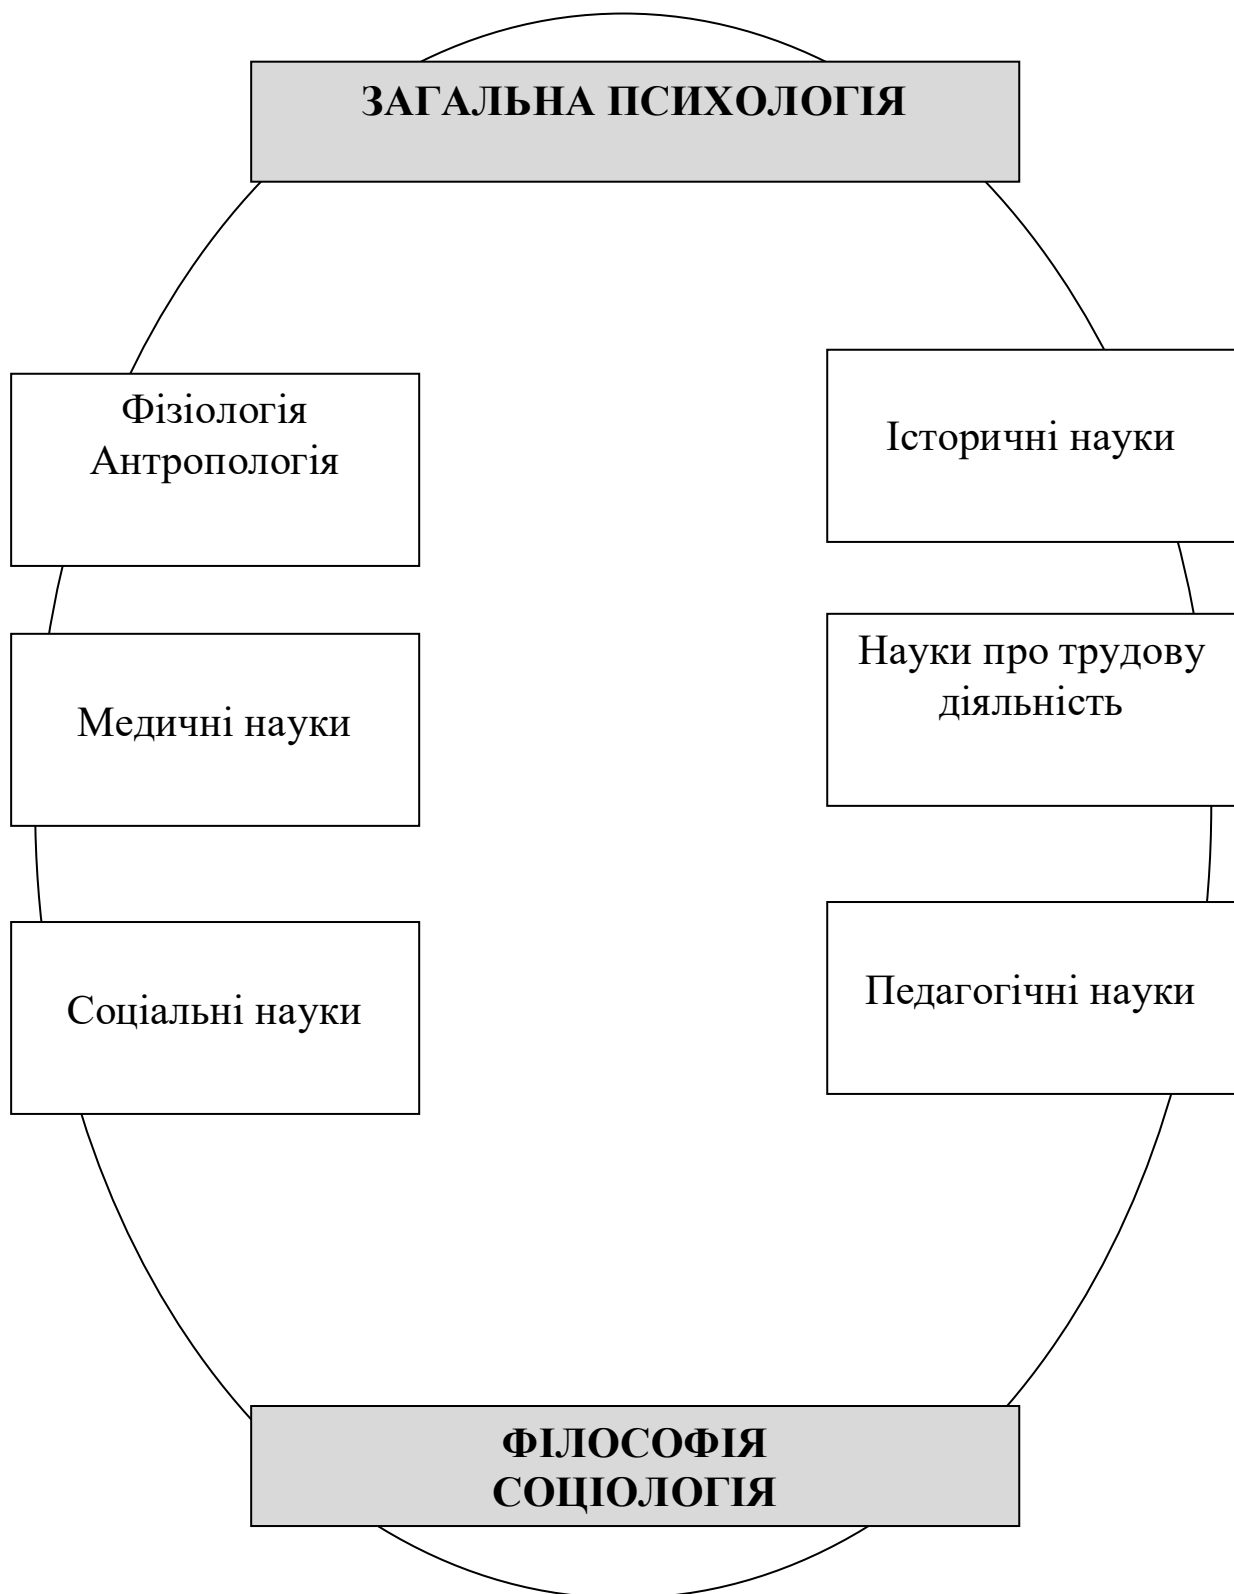 ЗАГАЛЬНА ПСИХОЛОГІЯ
Фізіологія
Антропологія
Історичні науки
Медичні науки
Науки про трудову
діяльність
Соціальні науки
Педагогічні науки
ФІЛОСОФІЯ
СОЦІОЛОГІЯ